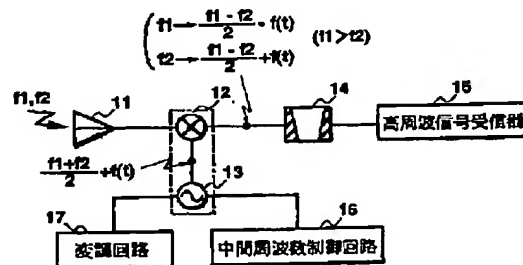 f1 → f1 - f2 / 2 - f(t)
(f1>f2)
f2 → f1 - f2 / 2 + f(t)
f1,f2
11
12
14
15
高周波信号受信部
f1+f2 / 2 + f(t)
13
17
変調回路
16
中間周波数制御回路